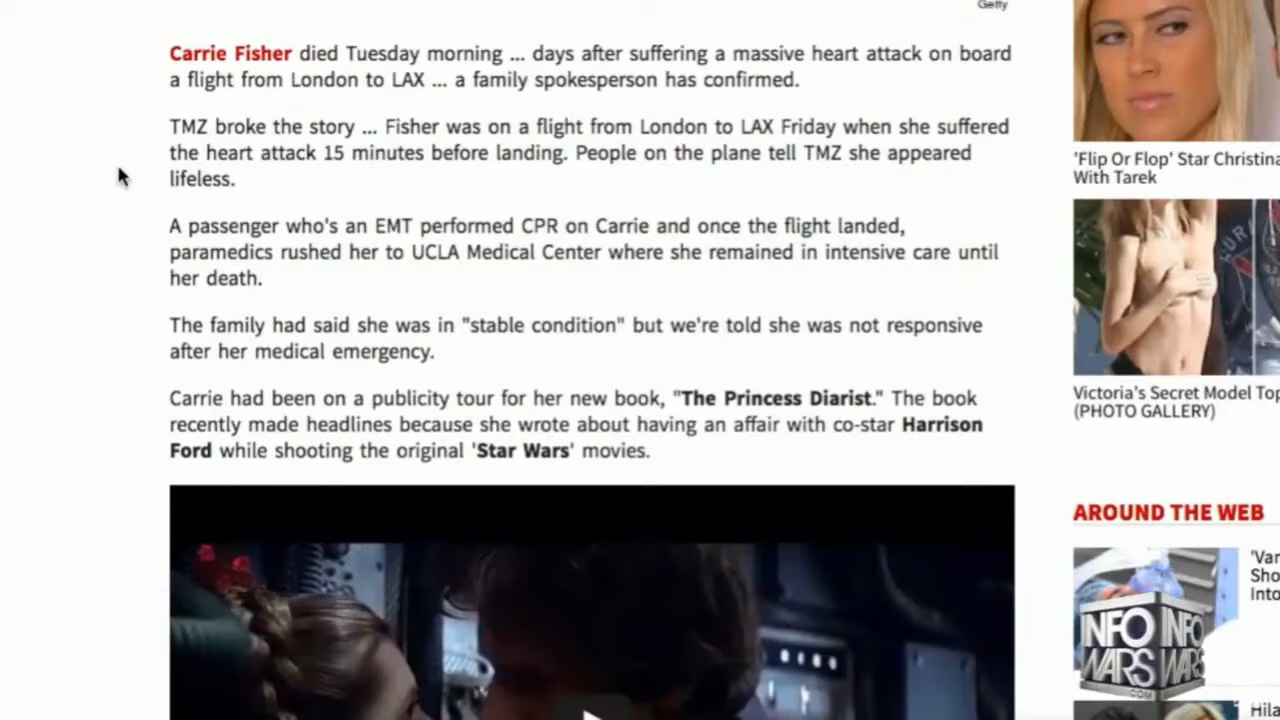 Getty
Carrie Fisher died Tuesday morning ... days after suffering a massive heart attack on board
a flight from London to LAX ... a family spokesperson has confirmed.
TMZ broke the story ... Fisher was on a flight from London to LAX Friday when she suffered
the heart attack 15 minutes before landing. People on the plane tell TMZ she appeared
lifeless.
A passenger who's an EMT performed CPR on Carrie and once the flight landed,
paramedics rushed her to UCLA Medical Center where she remained in intensive care until
her death.
The family had said she was in "stable condition" but we're told she was not responsive
after her medical emergency.
Carrie had been on a publicity tour for her new book, "The Princess Diarist." The book
recently made headlines because she wrote about having an affair with co-star Harrison
Ford while shooting the original 'Star Wars' movies.
'Flip Or Flop' Star Christina
With Tarek
Victoria's Secret Model Top
(PHOTO GALLERY)
AROUND THE WEB
'Var
Sho
Into
INFO INFO
WARS WARS
.COM
Hila